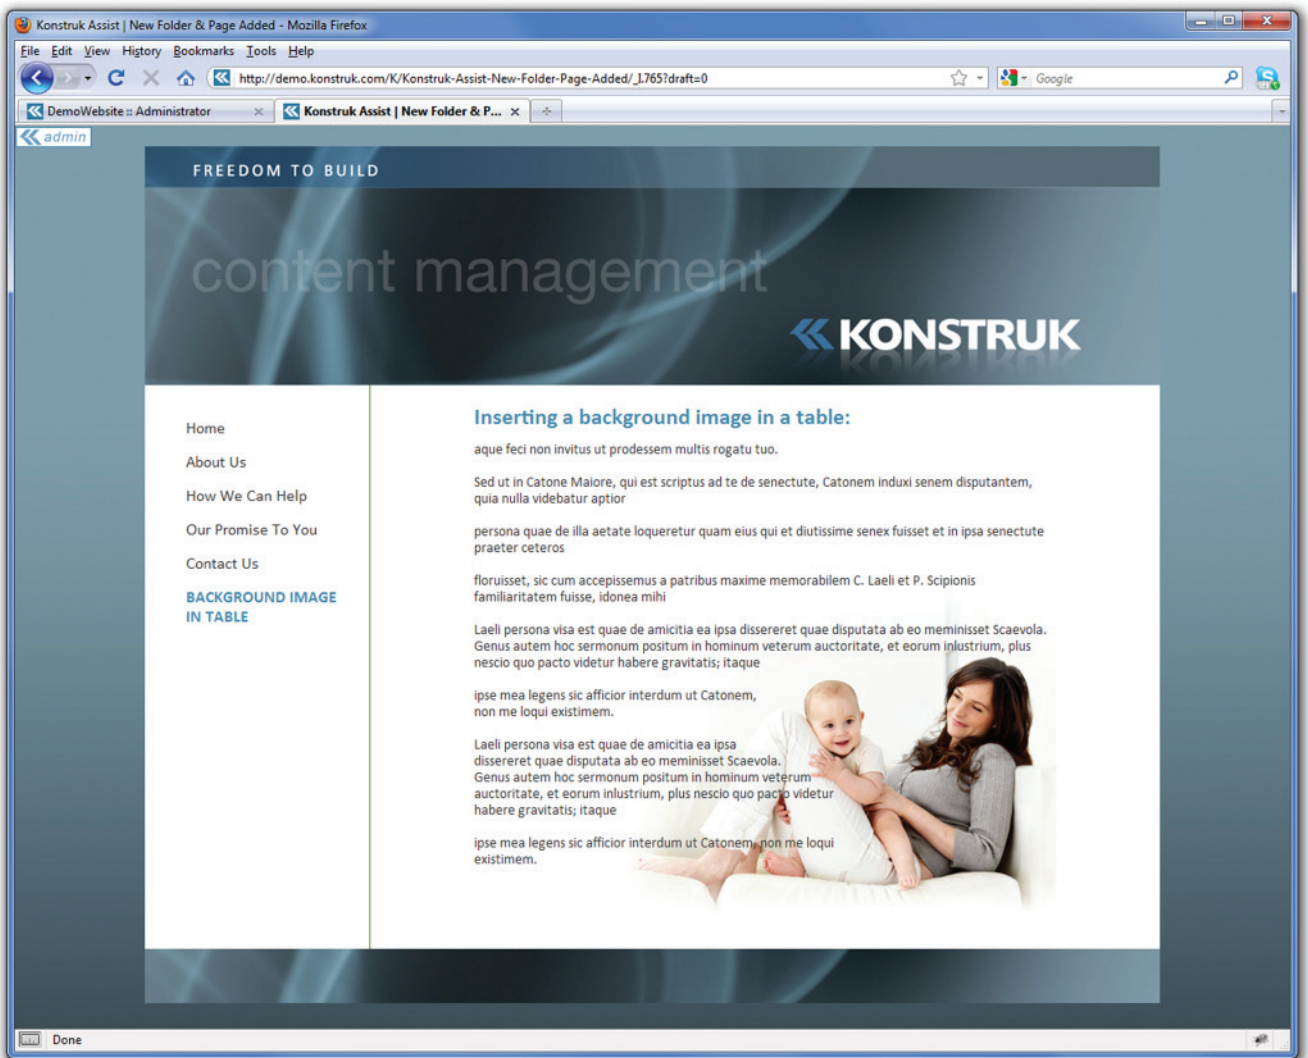 Konstruk Assist | New Folder & Page Added - Mozilla Firefox
File Edit View History Bookmarks Tools Help
http://demo.konstruk.com/K/Konstruk-Assist-New-Folder-Page-Added/_I.765?draft=0
Google
DemoWebsite :: Administrator
Konstruk Assist | New Folder & P...
admin
FREEDOM TO BUILD
content management
KONSTRUK
Home
About Us
How We Can Help
Our Promise To You
Contact Us
BACKGROUND IMAGE
IN TABLE
Inserting a background image in a table:
aque feci non invitus ut prodessem multis rogatu tuo.
Sed ut in Catone Maiore, qui est scriptus ad te de senectute, Catonem induxi senem disputantem,
quia nulla videbatur aptior
persona quae de illa aetate loqueretur quam eius qui et diutissime senex fuisset et in ipsa senectute
praeter ceteros
floruisset, sic cum accepissemus a patribus maxime memorabilem C. Laeli et P. Scipionis
familiaritatem fuisse, idonea mihi
Laeli persona visa est quae de amicitia ea ipsa dissereret quae disputata ab eo meminisset Scaevola.
Genus autem hoc sermonum positum in hominum veterum auctoritate, et eorum inlustrium, plus
nescio quo pacto videtur habere gravitatis; itaque
ipse mea legens sic afficior interdum ut Catonem,
non me loqui existimem.
Laeli persona visa est quae de amicitia ea ipsa
dissereret quae disputata ab eo meminisset Scaevola.
Genus autem hoc sermonum positum in hominum veterum
auctoritate, et eorum inlustrium, plus nescio quo pacto videtur
habere gravitatis; itaque
ipse mea legens sic afficior interdum ut Catonem, non me loqui
existimem.
Done